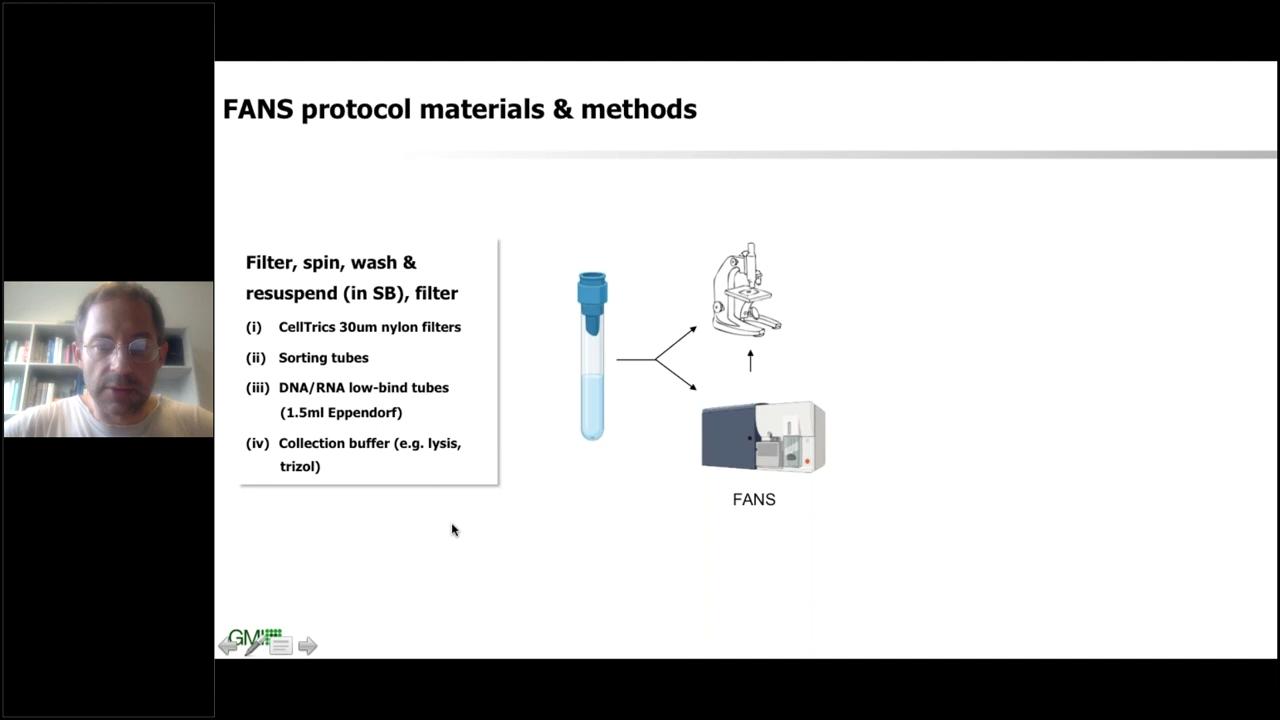 FANS protocol materials & methods
Filter, spin, wash &
resuspend (in SB), filter
(i) CellTrics 30um nylon filters
(ii) Sorting tubes
(iii) DNA/RNA low-bind tubes
(1.5ml Eppendorf)
(iv) Collection buffer (e.g. lysis,
trizol)
FANS
GMI